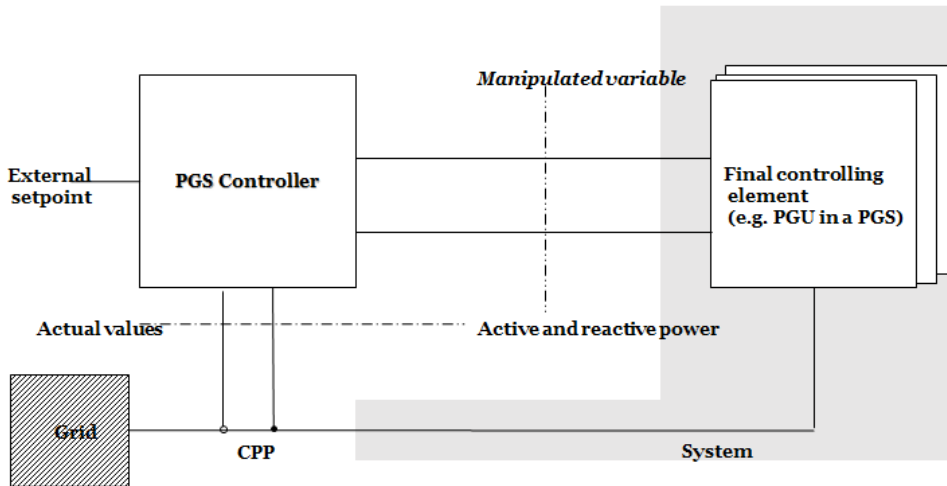 Manipulated variable
External
setpoint
PGS Controller
Final controlling
element
(e.g. PGU in a PGS)
Actual values
Active and reactive power
Grid
CPP
System